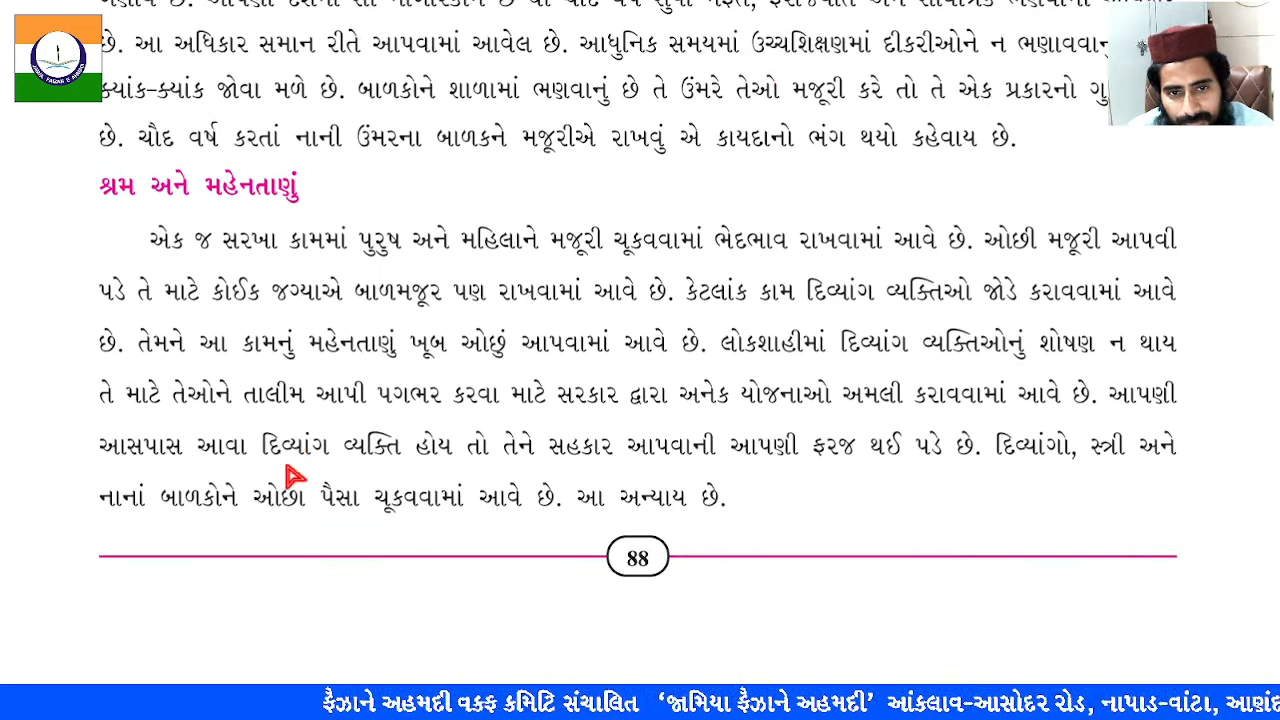 છે. આ અધિકાર સમાન રીતે આપવામાં આવેલ છે. આધુનિક સમયમાં ઉચ્ચશિક્ષણમાં દીકરીઓને ન ભણાવવાનું
ક્યાંક-ક્યાંક જોવા મળે છે. બાળકોને શાળામાં ભણવાનું છે તે ઉંમરે તેઓ મજૂરી કરે તો તે એક પ્રકારનો
છે. ચૌદ વર્ષ કરતાં નાની ઉંમરના બાળકને મજૂરીએ રાખવું એ કાયદાનો ભંગ થયો કહેવાય છે.
શ્રમ અને મહેનતાણું
એક જ સરખા કામમાં પુરુષ અને મહિલાને મજૂરી ચૂકવવામાં ભેદભાવ રાખવામાં આવે છે. ઓછી મજૂરી આપવી
પડે તે માટે કોઈક જગ્યાએ બાળમજૂર પણ રાખવામાં આવે છે. કેટલાંક કામ દિવ્યાંગ વ્યક્તિઓ જોડે કરાવવામાં આવે
છે. તેમને આ કામનું મહેનતાણું ખૂબ ઓછું આપવામાં આવે છે. લોકશાહીમાં દિવ્યાંગ વ્યક્તિઓનું શોષણ ન થાય
તે માટે તેઓને તાલીમ આપી પગભર કરવા માટે સરકાર દ્વારા અનેક યોજનાઓ અમલી કરાવવામાં આવે છે. આપણી
આસપાસ આવા દિવ્યાંગ વ્યક્તિ હોય તો તેને સહકાર આપવાની આપણી ફરજ થઈ પડે છે. દિવ્યાંગો, સ્ત્રી અને
નાનાં બાળકોને ઓછા પૈસા ચૂકવવામાં આવે છે. આ અન્યાય છે.
88
ફૈઝાને અહમદી વકફ કમિટિ સંચાલિત ‘જામિયા ફૈઝાને અહમદી’ આંકલાવ-આસોદર રોડ, નાપાડ-વાંટા, આણંદ